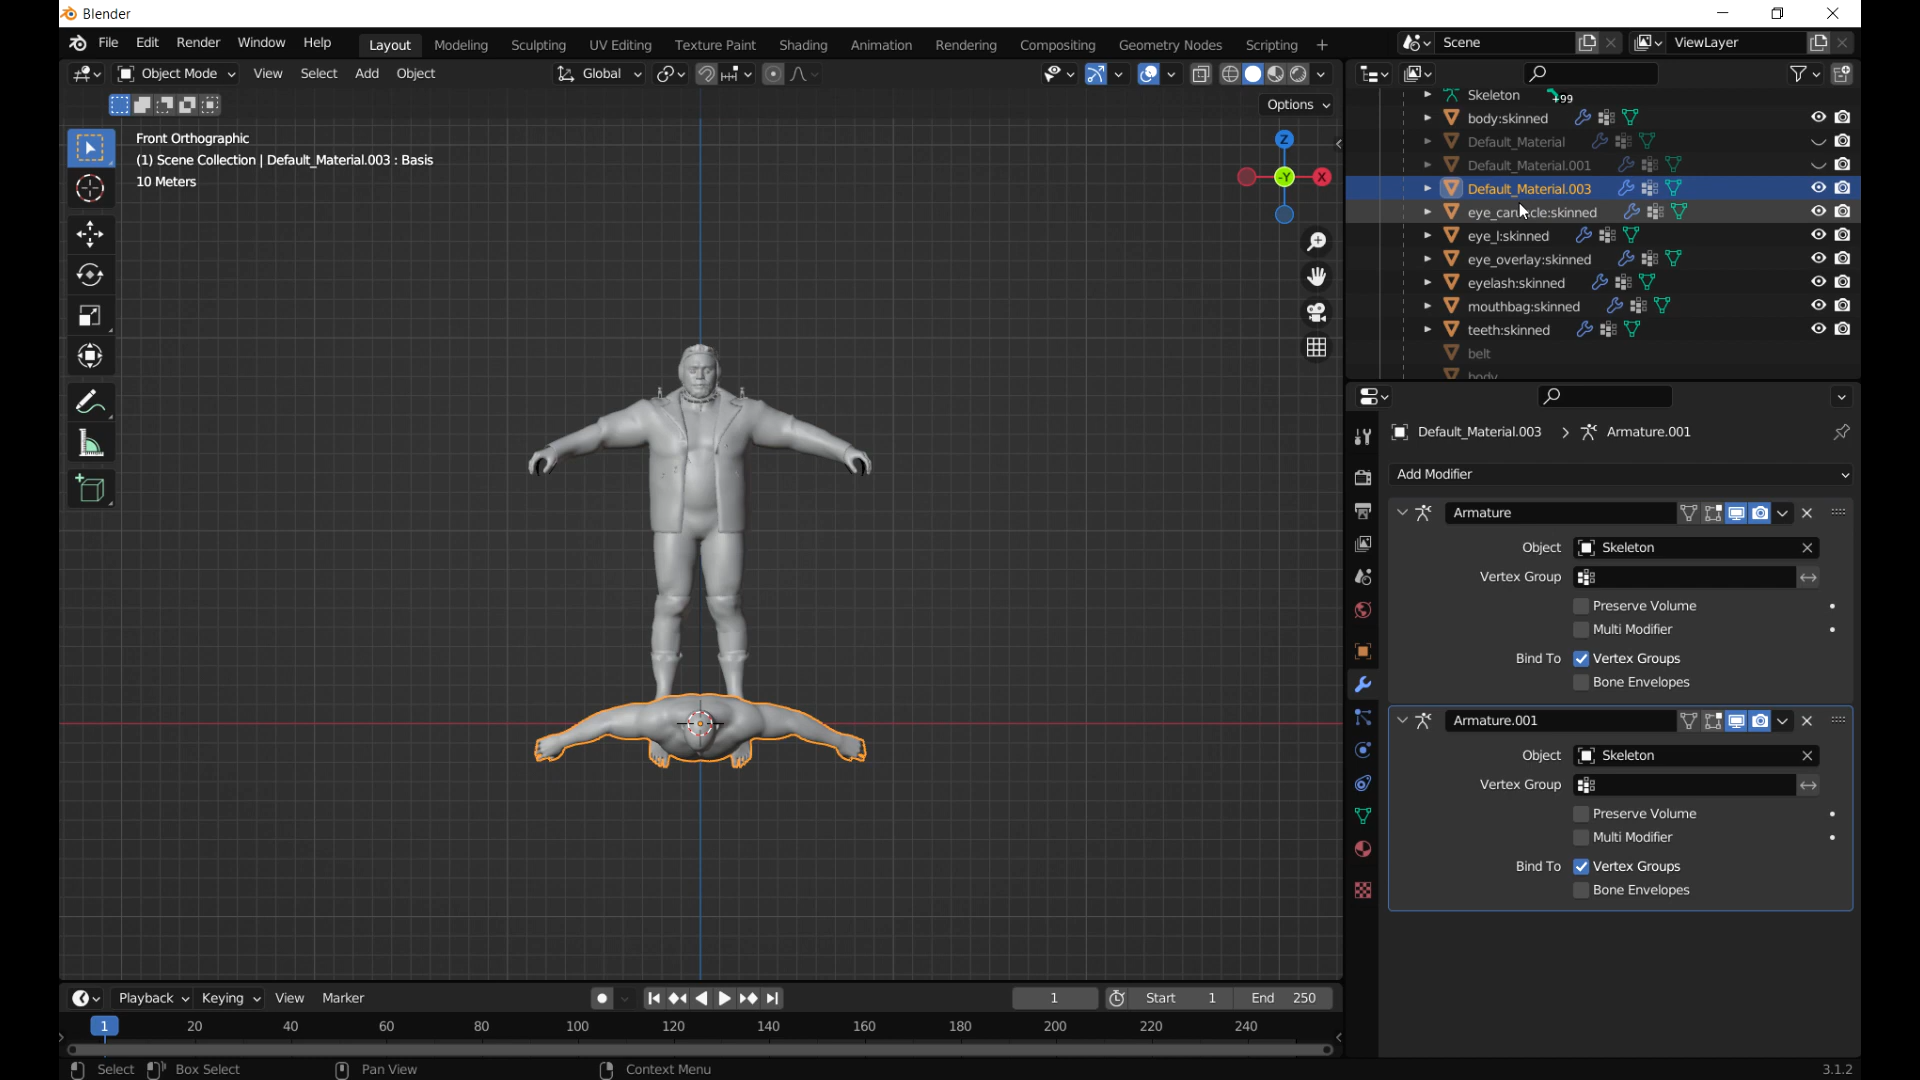 Blender
File Edit Render Window Help Layout Modeling Sculpting UV Editing Texture Paint Shading Animation Rendering Compositing Geometry Nodes Scripting + Scene ViewLayer
Object Mode View Select Add Object Global
Options
Front Orthographic
(1) Scene Collection | Default_Material.003 : Basis
10 Meters
Z
-Y
X
Skeleton +99
body:skinned
Default_Material
Default_Material.001
Default_Material.003
eye_caruncle:skinned
eye_l:skinned
eye_overlay:skinned
eyelash:skinned
mouthbag:skinned
teeth:skinned
belt
body
Default_Material.003 Armature.001
Add Modifier
Armature
Object Skeleton
Vertex Group
Preserve Volume
Multi Modifier
Bind To Vertex Groups
Bone Envelopes
Armature.001
Object Skeleton
Vertex Group
Preserve Volume
Multi Modifier
Bind To Vertex Groups
Bone Envelopes
Playback Keying View Marker 1 Start 1 End 250
1 20 40 60 80 100 120 140 160 180 200 220 240
Select Box Select Pan View Context Menu 3.1.2